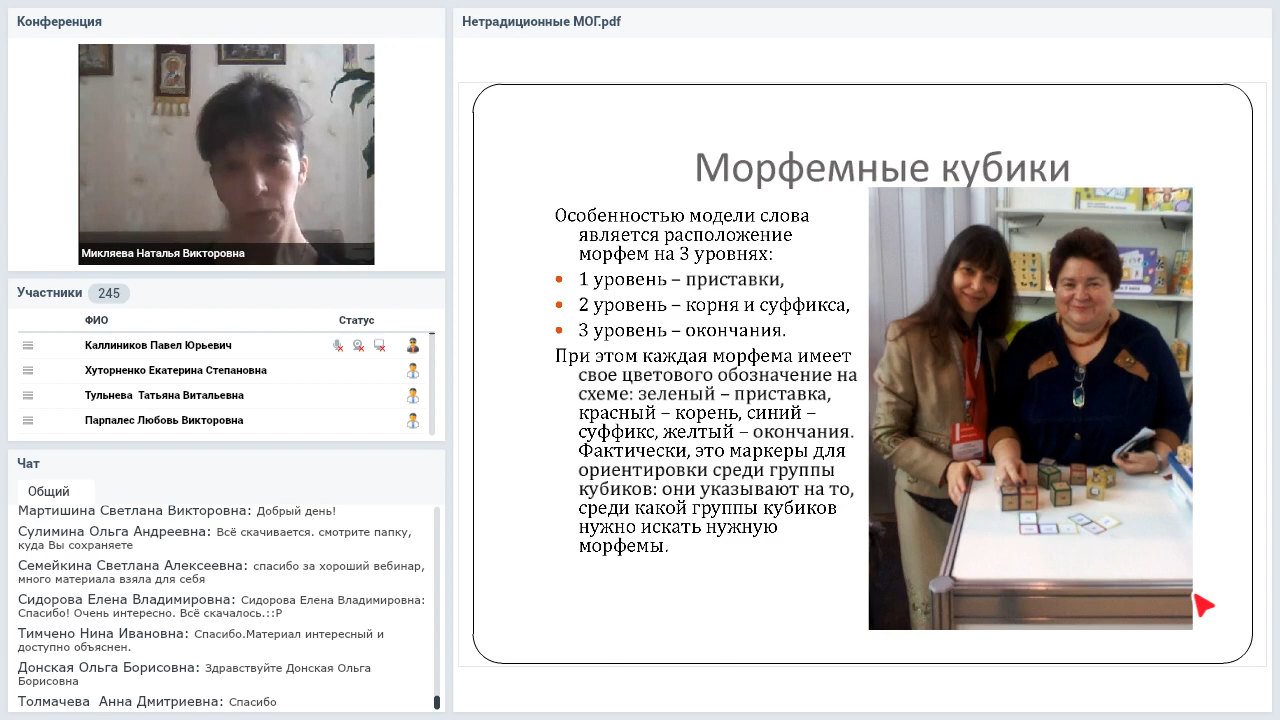 Конференция
Микляева Наталья Викторовна
Участники 245
ФИО Статус
Каллиников Павел Юрьевич
Хуторненко Екатерина Степановна
Тульнева Татьяна Витальевна
Парпалес Любовь Викторовна
Чат
Общий
Мартишина Светлана Викторовна: Добрый день!
Сулимина Ольга Андреевна: Всё скачивается. смотрите папку,
куда Вы сохраняете
Семейкина Светлана Алексеевна: спасибо за хороший вебинар,
много материала взяла для себя
Сидорова Елена Владимировна: Сидорова Елена Владимировна:
Спасибо! Очень интересно. Всё скачалось.::Р
Тимчено Нина Ивановна: Спасибо.Материал интересный и
доступно объяснен.
Донская Ольга Борисовна: Здравствуйте Донская Ольга
Борисовна
Толмачева Анна Дмитриевна: Спасибо
Нетрадиционные МОГ.pdf
Морфемные кубики
Особенностью модели слова
является расположение
морфем на 3 уровнях:
• 1 уровень – приставки,
• 2 уровень – корня и суффикса,
• 3 уровень – окончания.
При этом каждая морфема имеет
свое цветового обозначение на
схеме: зеленый – приставка,
красный – корень, синий –
суффикс, желтый – окончания.
Фактически, это маркеры для
ориентировки среди группы
кубиков: они указывают на то,
среди какой группы кубиков
нужно искать нужную
морфемы.